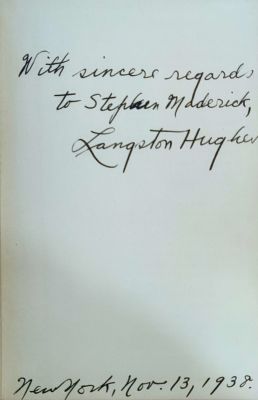 With sincere regards
to Stephen Maderick,
Langston Hughes
New York, Nov. 13, 1938.